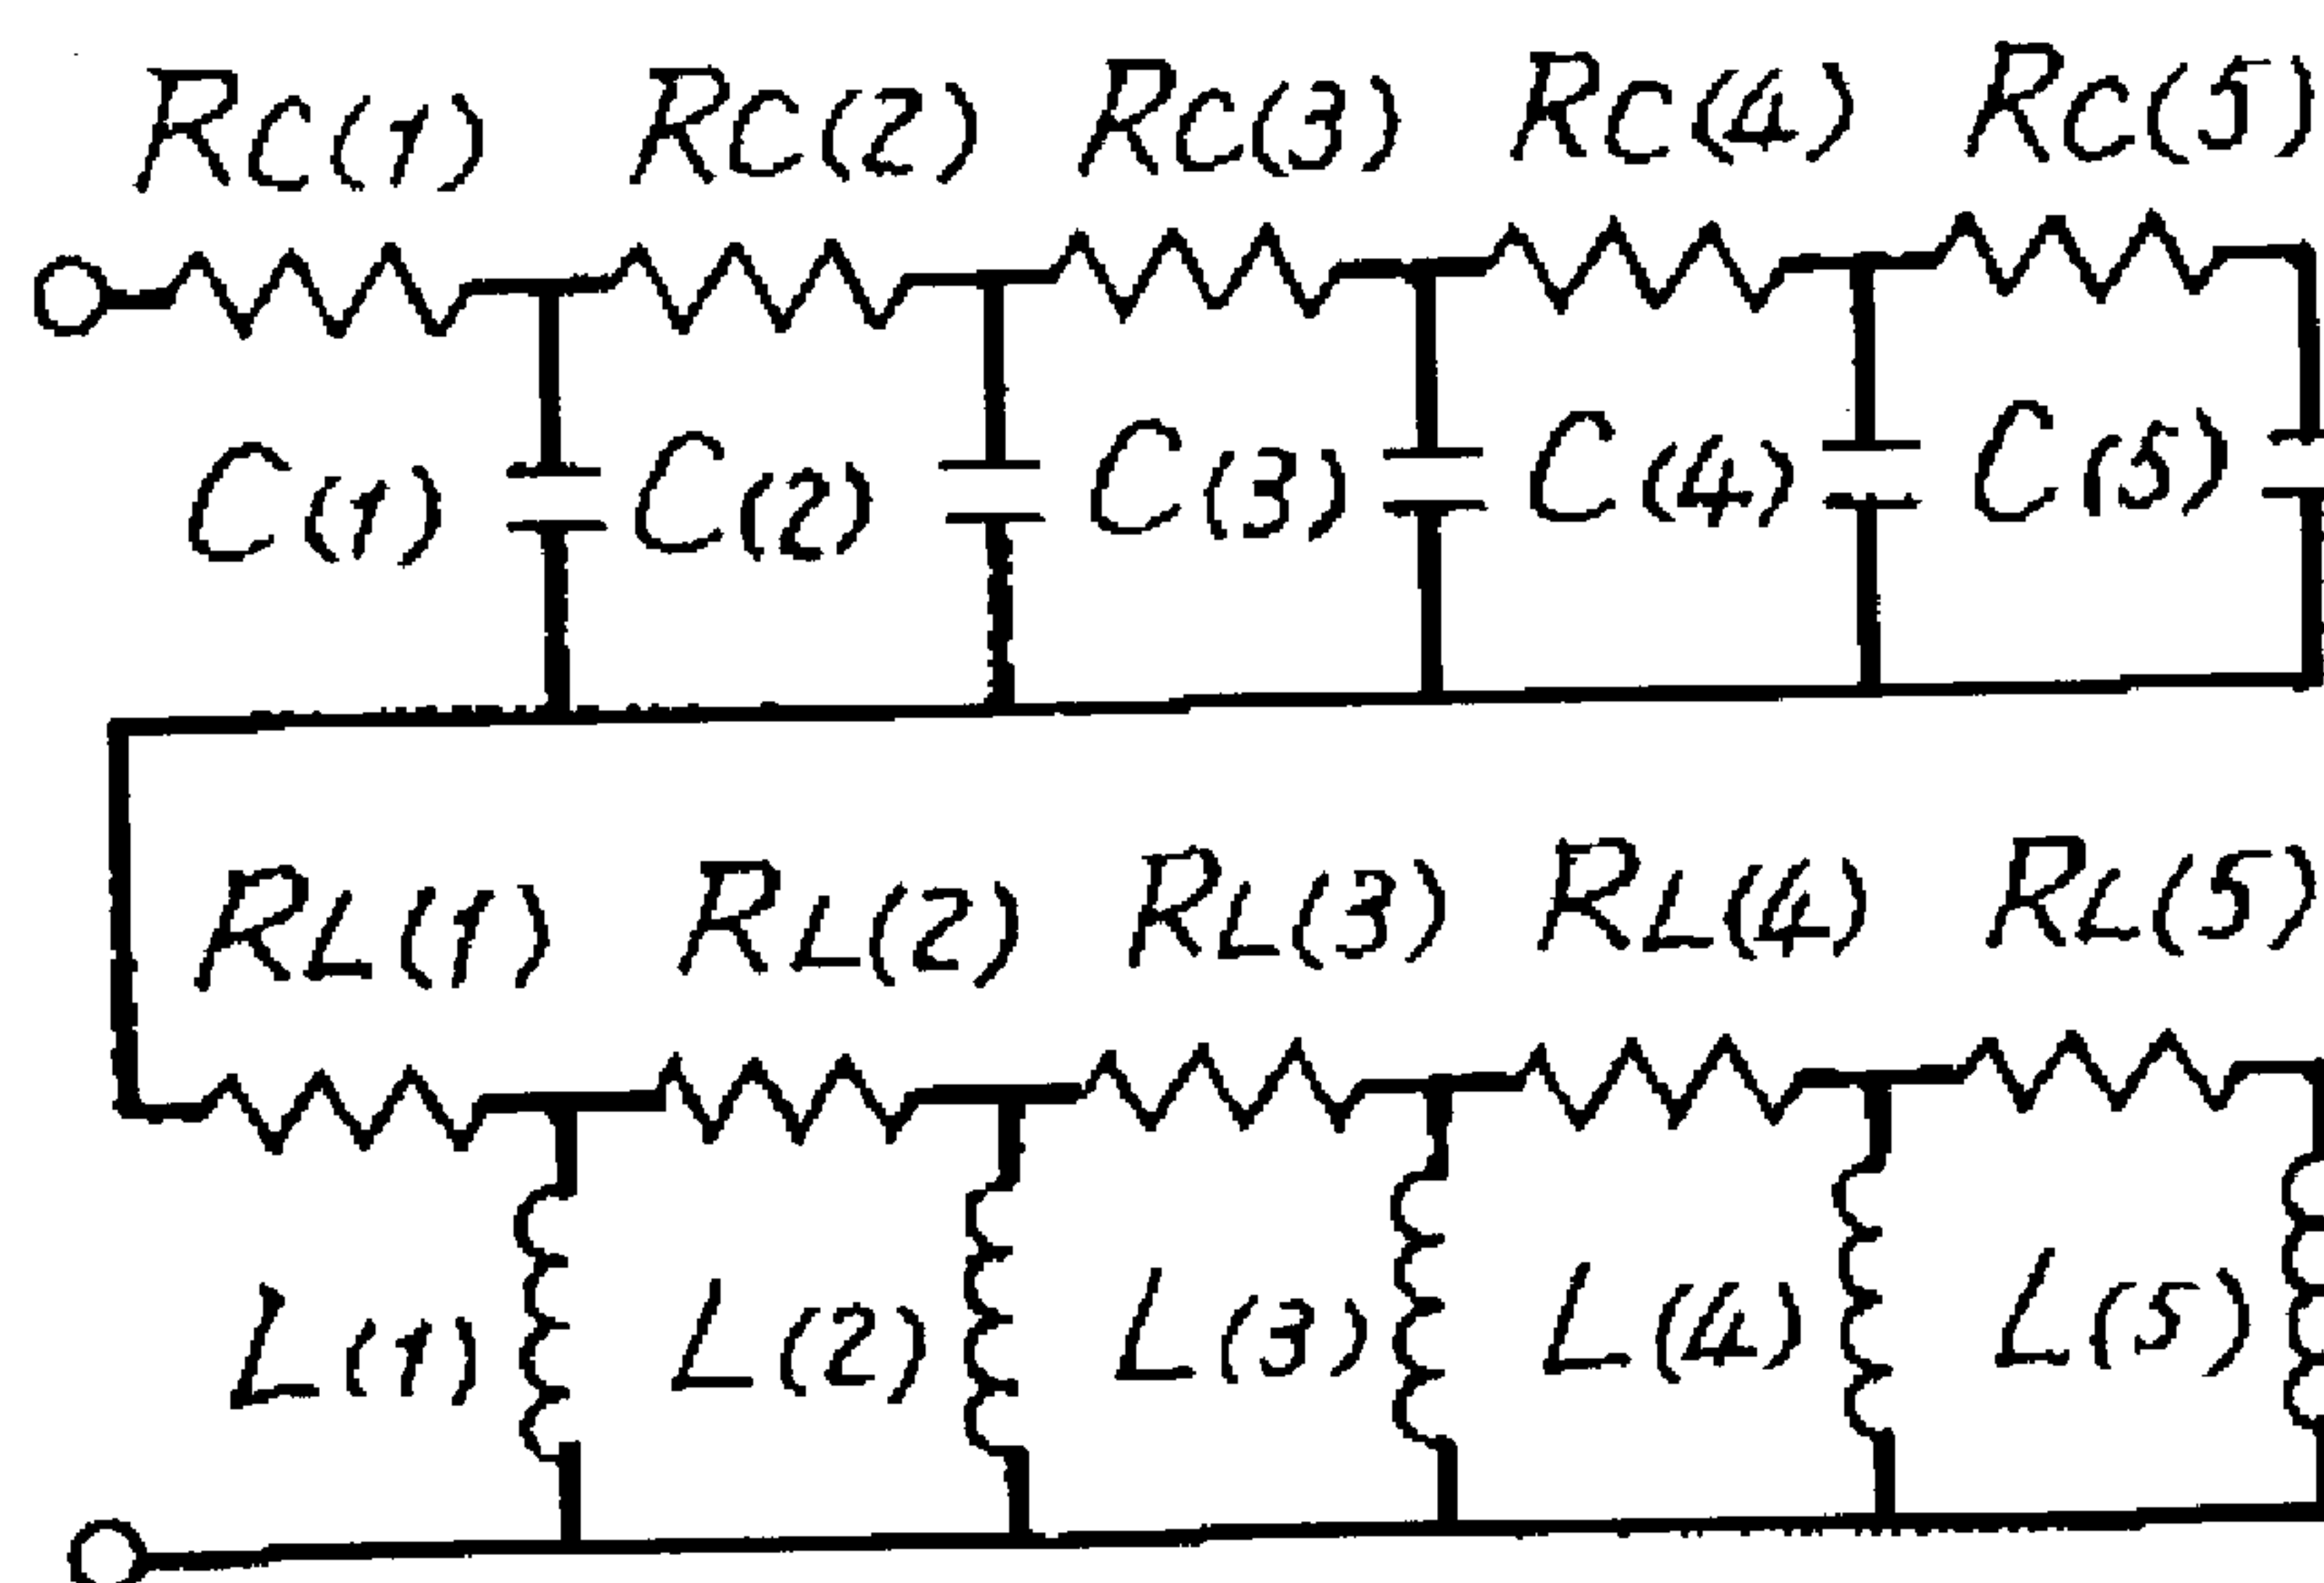 RC(1) RC(2) RC(3) RC(4) RC(5)
C(1) C(2) C(3) C(4) C(5)
RL(1) RL(2) RL(3) RL(4) RL(5)
L(1) L(2) L(3) L(4) L(5)